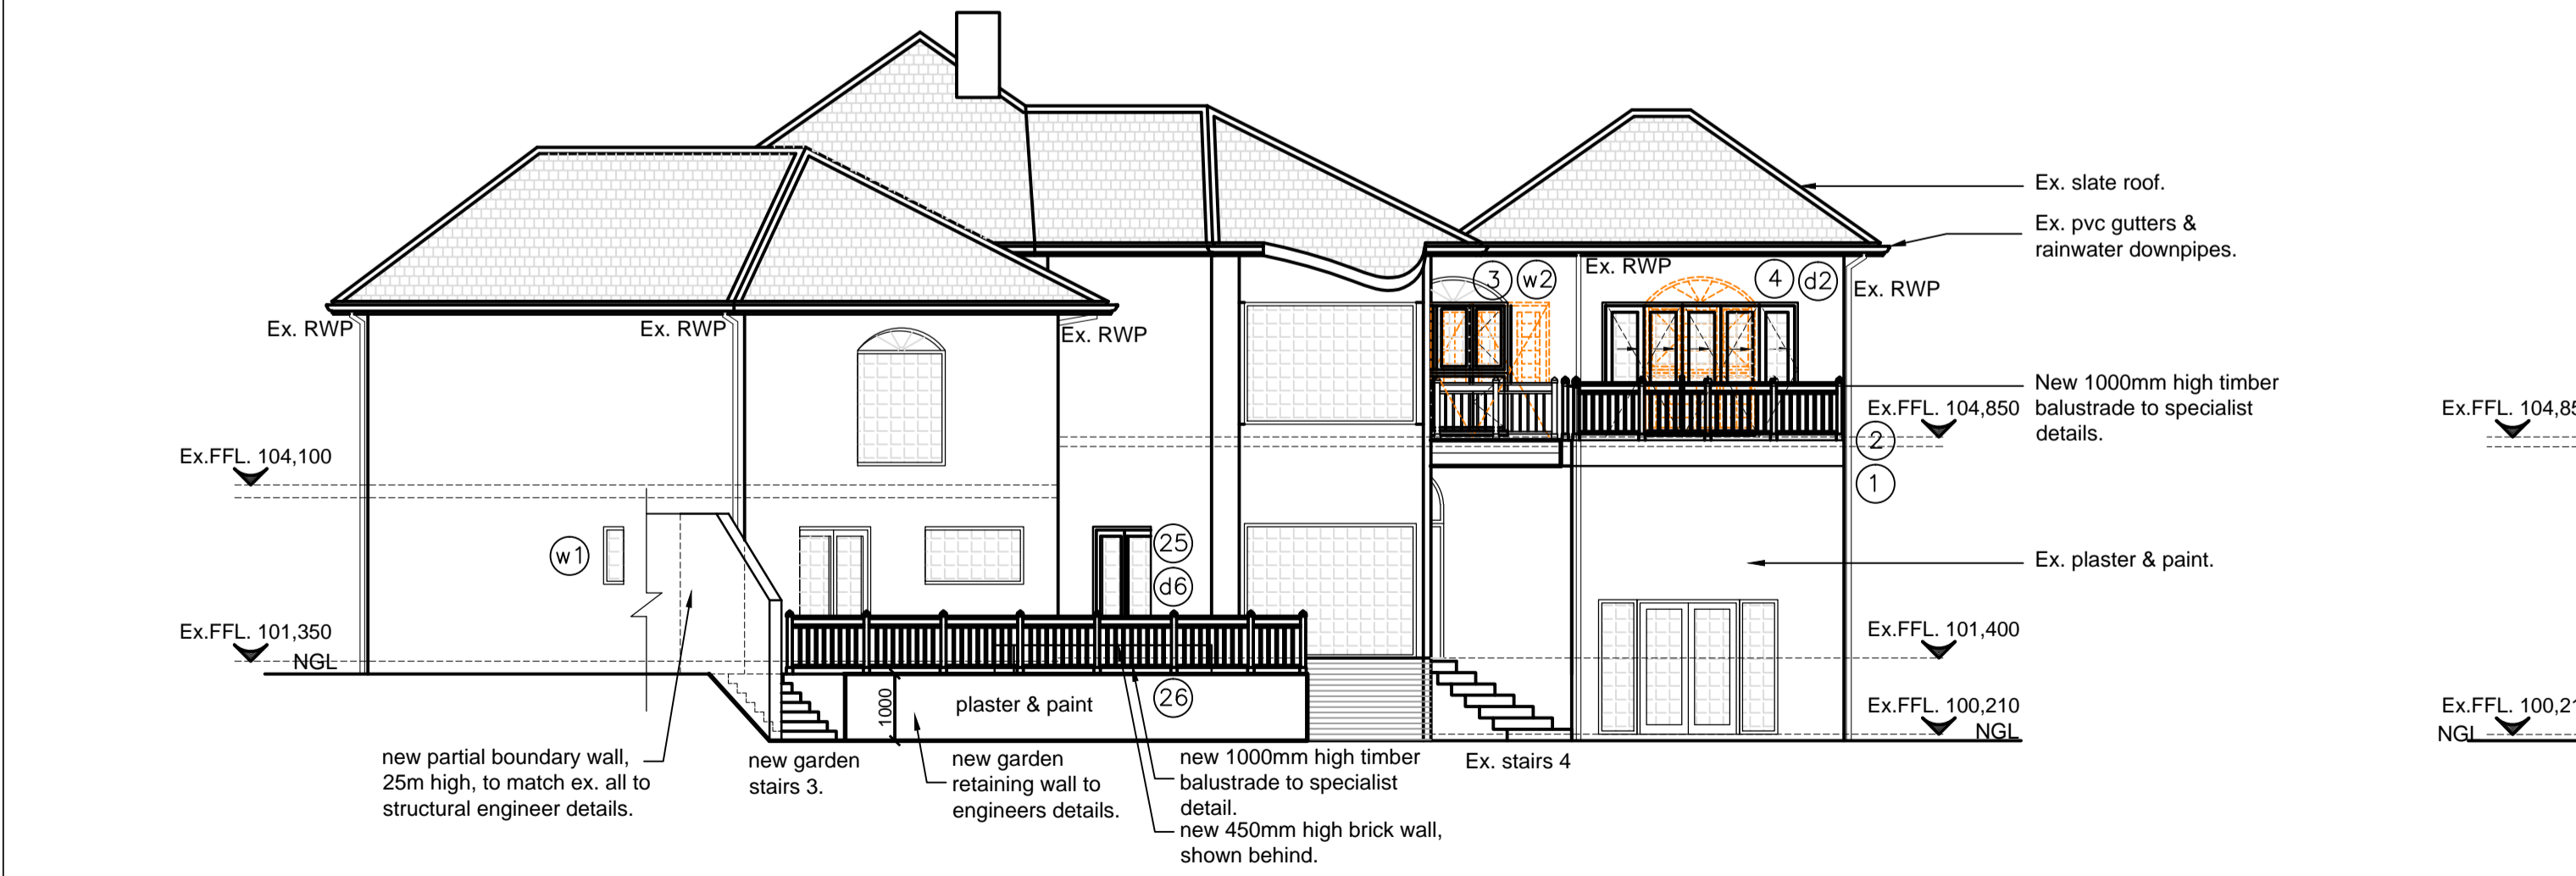 Ex. slate roof.
Ex. pvc gutters &
rainwater downpipes.
3
w2
Ex. RWP
4
d2
Ex. RWP
Ex. RWP
Ex. RWP
Ex. RWP
New 1000mm high timber
balustrade to specialist
details.
Ex.FFL. 104,850
Ex.FFL. 104,85
2
1
Ex.FFL. 104,100
w1
25
d6
Ex. plaster & paint.
Ex.FFL. 101,350
NGL
Ex.FFL. 101,400
1000
plaster & paint
26
Ex.FFL. 100,210
NGL
Ex.FFL. 100,21
NGL
new partial boundary wall,
25m high, to match ex. all to
structural engineer details.
new garden
stairs 3.
new garden
retaining wall to
engineers details.
new 1000mm high timber
balustrade to specialist
detail.
new 450mm high brick wall,
shown behind.
Ex. stairs 4